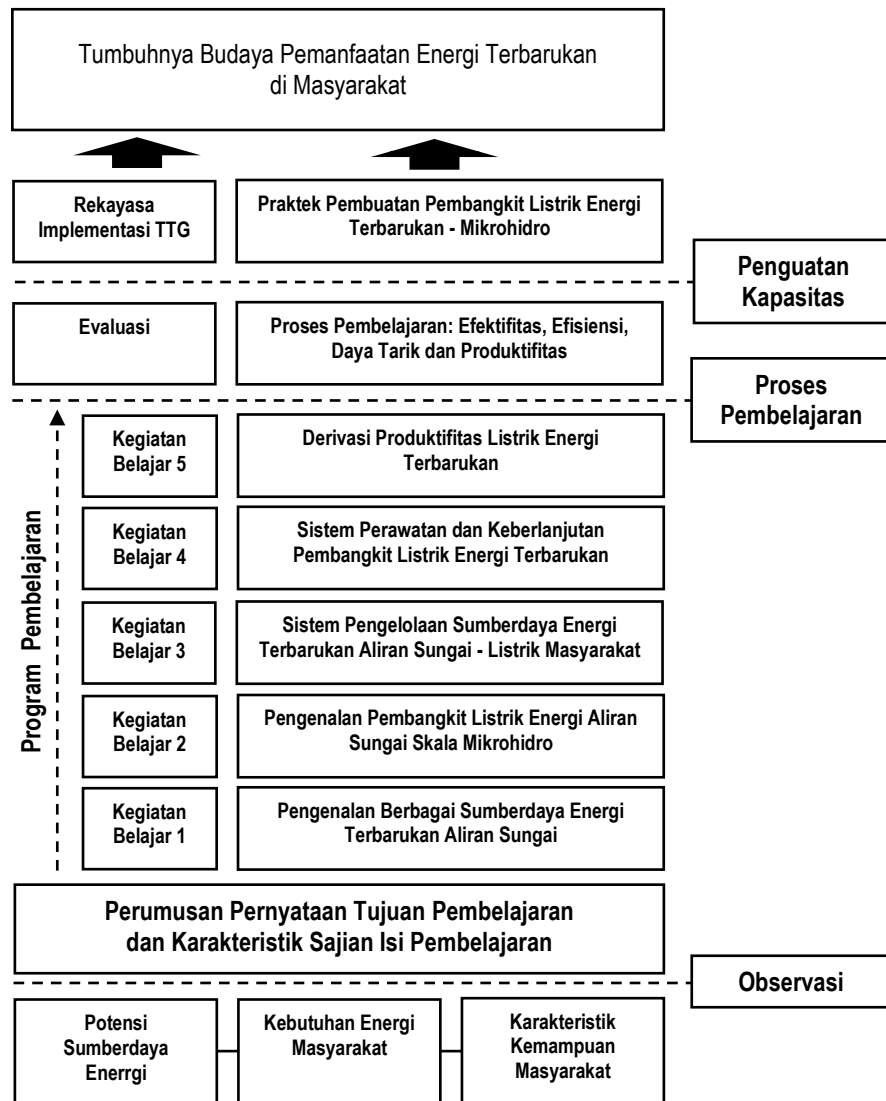 Tumbuhnya Budaya Pemanfaatan Energi Terbarukan
di Masyarakat
Rekayasa
Implementasi TTG
Praktek Pembuatan Pembangkit Listrik Energi
Terbarukan - Mikrohidro
Penguatan
Kapasitas
Evaluasi
Proses Pembelajaran: Efektifitas, Efisiensi,
Daya Tarik dan Produktifitas
Proses
Pembelajaran
Program Pembelajaran
Kegiatan
Belajar 5
Derivasi Produktifitas Listrik Energi
Terbarukan
Kegiatan
Belajar 4
Sistem Perawatan dan Keberlanjutan
Pembangkit Listrik Energi Terbarukan
Kegiatan
Belajar 3
Sistem Pengelolaan Sumberdaya Energi
Terbarukan Aliran Sungai - Listrik Masyarakat
Kegiatan
Belajar 2
Pengenalan Pembangkit Listrik Energi Aliran
Sungai Skala Mikrohidro
Kegiatan
Belajar 1
Pengenalan Berbagai Sumberdaya Energi
Terbarukan Aliran Sungai
Perumusan Pernyataan Tujuan Pembelajaran
dan Karakteristik Sajian Isi Pembelajaran
Observasi
Potensi
Sumberdaya
Enerrgi
Kebutuhan Energi
Masyarakat
Karakteristik
Kemampuan
Masyarakat